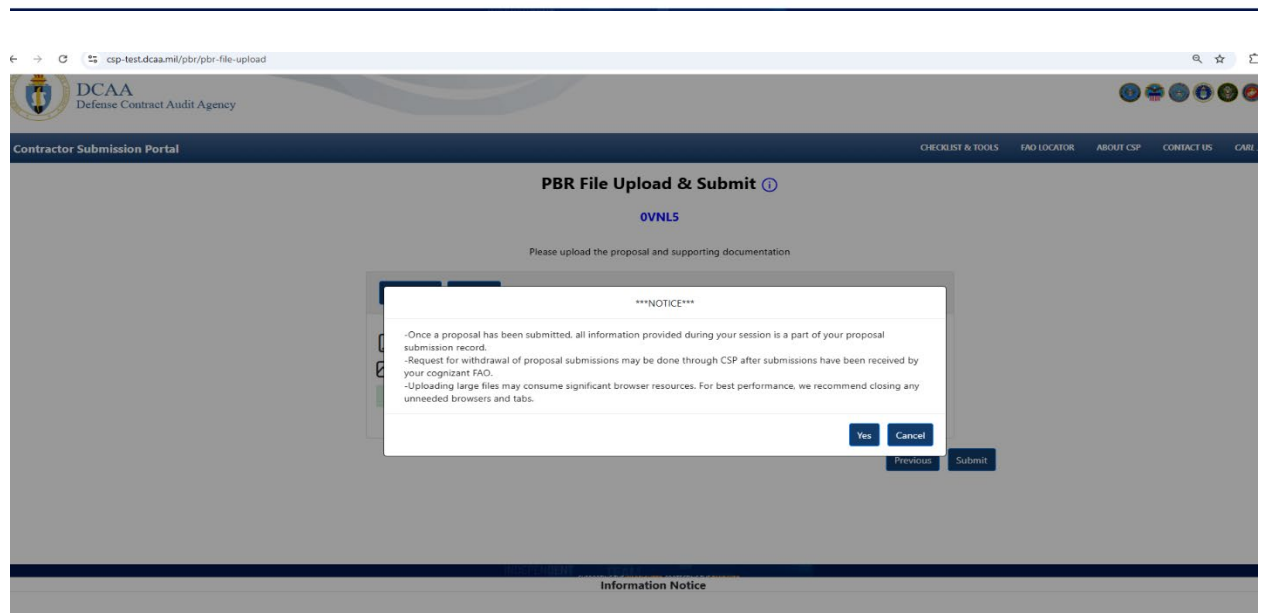 csp-test.dcaa.mil/pbr/pbr-file-upload
DCAA
Defense Contract Audit Agency
Contractor Submission Portal
CHECKLIST & TOOLS FAO LOCATOR ABOUT CSP CONTACT US
PBR File Upload & Submit
0VNL5
Please upload the proposal and supporting documentation
***NOTICE***
-Once a proposal has been submitted, all information provided during your session is a part of your proposal
submission record.
-Request for withdrawal of proposal submissions may be done through CSP after submissions have been received by
your cognizant FAO.
-Uploading large files may consume significant browser resources. For best performance, we recommend closing any
unneeded browsers and tabs.
Yes Cancel
Previous Submit
Information Notice